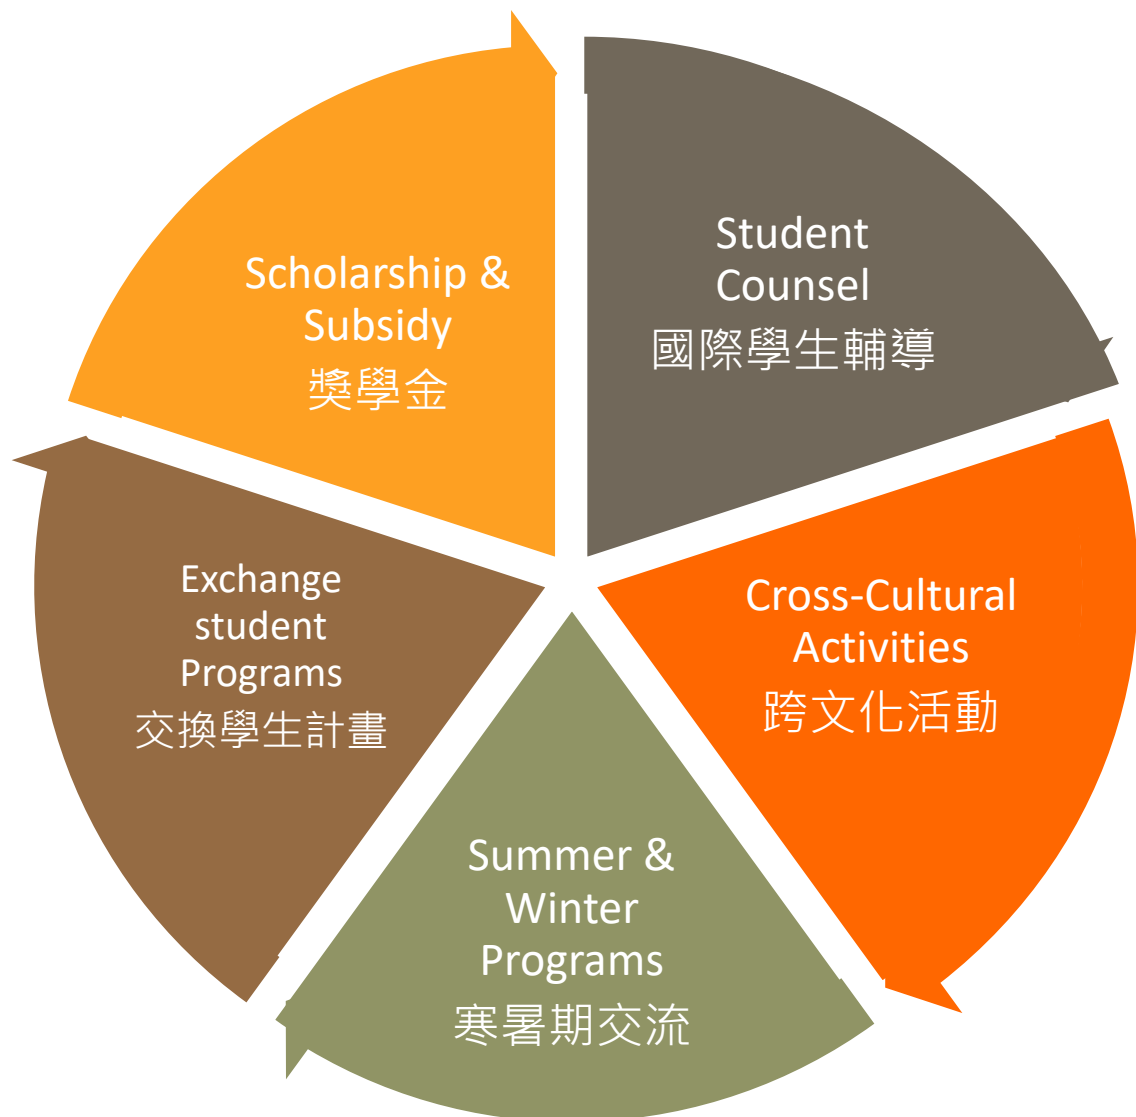 Student
Counsel
國際學生輔導
Cross-Cultural
Activities
跨文化活動
Summer &
Winter
Programs
寒暑期交流
Exchange
student
Programs
交換學生計畫
Scholarship &
Subsidy
獎學金